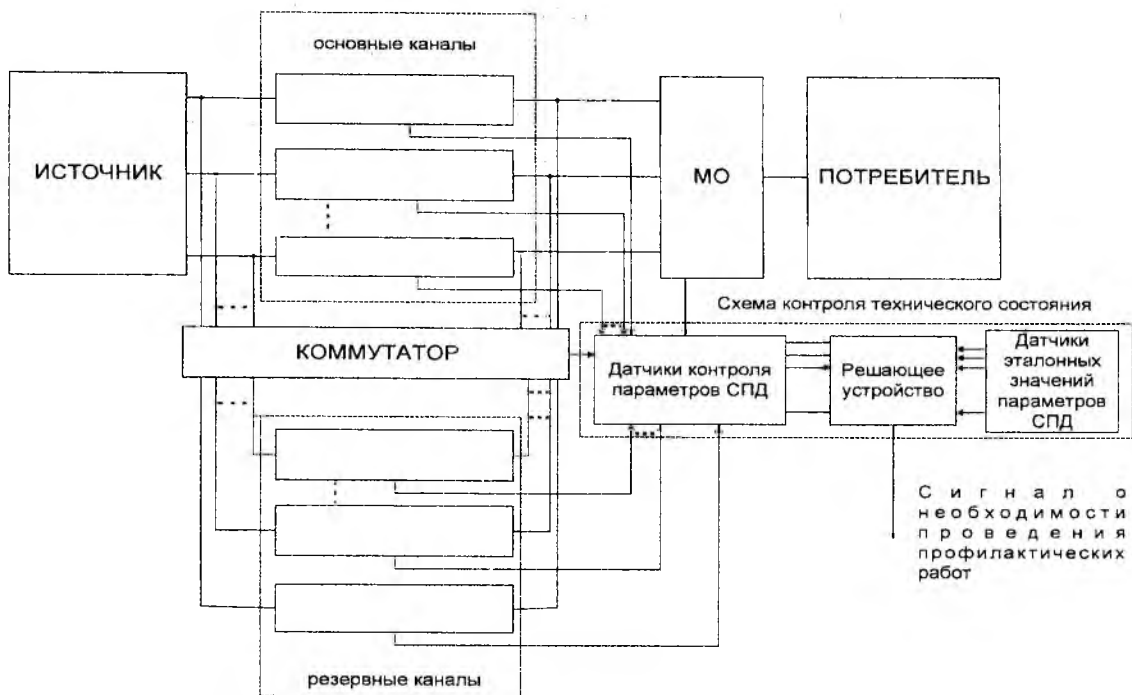 основные каналы
ИСТОЧНИК
МО
ПОТРЕБИТЕЛЬ
Схема контроля технического состояния
КОММУТАТОР
Датчики контроля
параметров СПД
Решающее
устройство
Датчики
эталонных
значений
параметров
СПД
Сигнал о
необходимости
проведения
профилактических
работ
резервные каналы